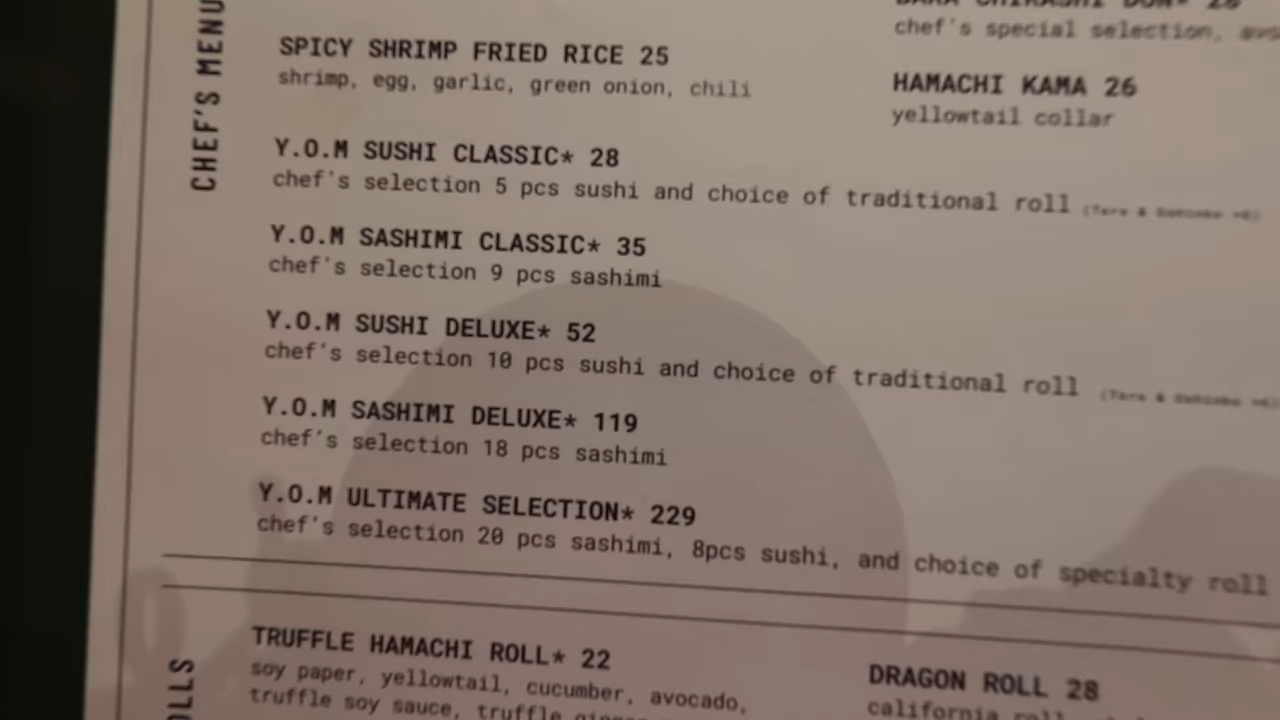 CHEF'S MENU
SPICY SHRIMP FRIED RICE 25
shrimp, egg, garlic, green onion, chili
Y.O.M SUSHI CLASSIC* 28
chef's selection 5 pcs sushi and choice of traditional roll
Y.O.M SASHIMI CLASSIC* 35
chef's selection 9 pcs sashimi
Y.O.M SUSHI DELUXE* 52
chef's selection 10 pcs sushi and choice of traditional roll
Y.O.M SASHIMI DELUXE* 119
chef's selection 18 pcs sashimi
Y.O.M ULTIMATE SELECTION* 229
chef's selection 20 pcs sashimi, 8pcs sushi, and choice of specialty roll
chef's special selection,
HAMACHI KAMA 26
yellowtail collar
TRUFFLE HAMACHI ROLL* 22
soy paper, yellowtail, cucumber, avocado,
truffle soy sauce, truffle
DRAGON ROLL 28
california roll,